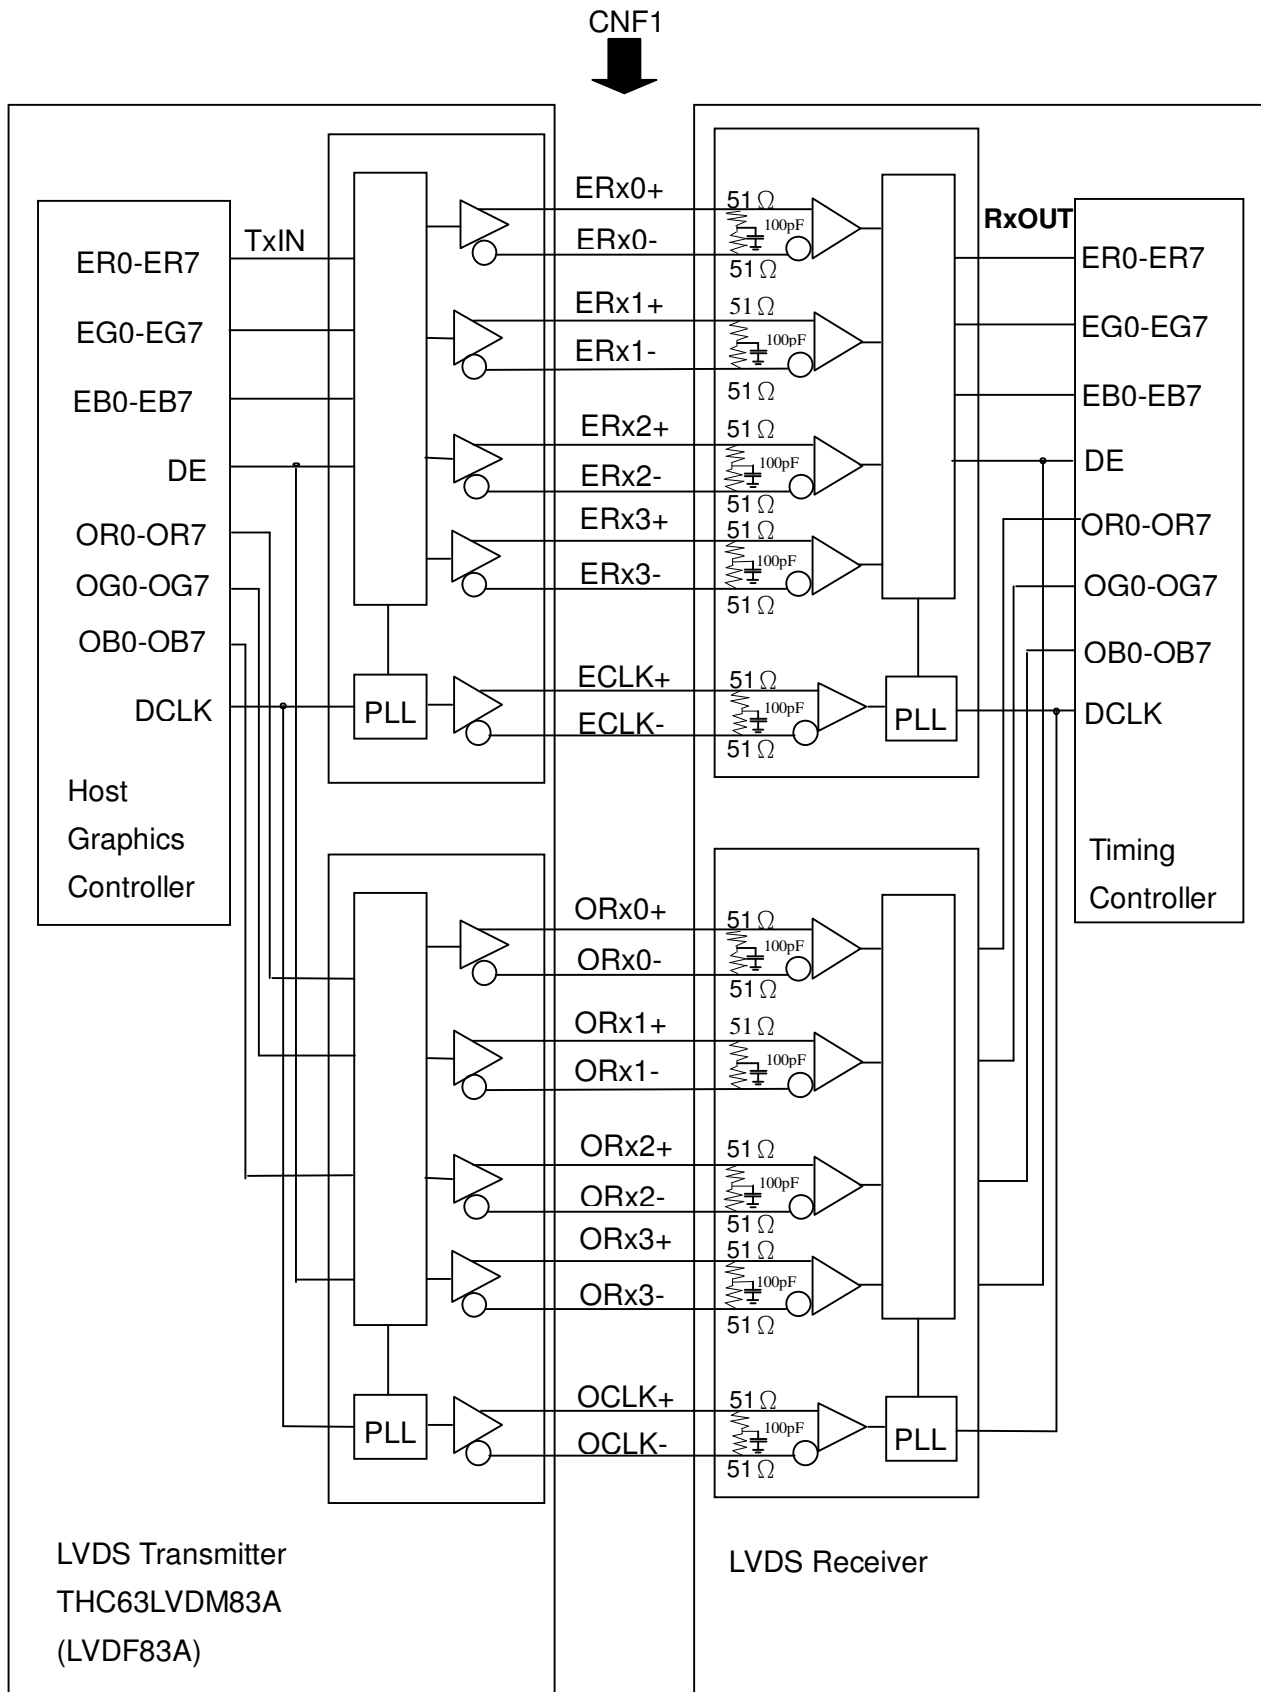 CNF1
TxIN
ER0-ER7
EG0-EG7
EB0-EB7
DE
OR0-OR7
OG0-OG7
OB0-OB7
DCLK
Host
Graphics
Controller
PLL
ERx0+
ERx0-
ERx1+
ERx1-
ERx2+
ERx2-
ERx3+
ERx3-
ECLK+
ECLK-
51Ω
100pF
51Ω
51Ω
100pF
51Ω
51Ω
100pF
51Ω
51Ω
100pF
51Ω
51Ω
100pF
51Ω
PLL
RxOUT
ER0-ER7
EG0-EG7
EB0-EB7
DE
OR0-OR7
OG0-OG7
OB0-OB7
DCLK
Timing
Controller
PLL
ORx0+
ORx0-
ORx1+
ORx1-
ORx2+
ORx2-
ORx3+
ORx3-
OCLK+
OCLK-
51Ω
100pF
51Ω
51Ω
100pF
51Ω
100pF
51Ω
51Ω
100pF
51Ω
51Ω
100pF
51Ω
PLL
LVDS Transmitter
THC63LVDM83A
(LVDF83A)
LVDS Receiver